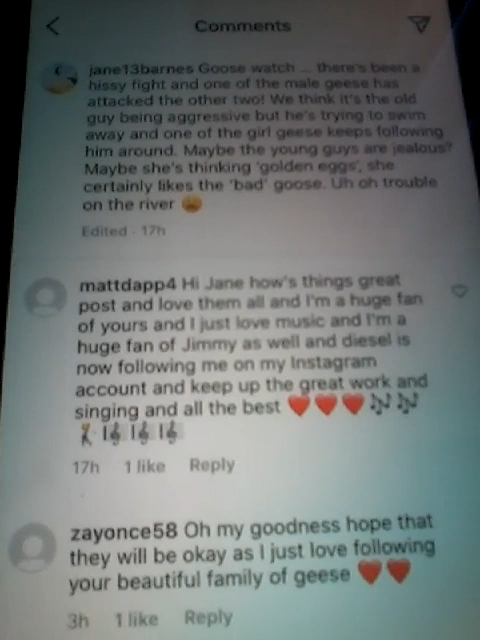 Comments
jane13barnes Goose watch ... there's been a
hissy fight and one of the male geese has
attacked the other two! We think it's the old
guy being aggressive but he's trying to swim
away and one of the girl geese keeps following
him around. Maybe the young guys are jealous?
Maybe she's thinking 'golden eggs', she
certainly likes the 'bad' goose. Uh oh trouble
on the river 😩
Edited · 17h
mattdapp4 Hi Jane how's things great
post and love them all and I'm a huge fan
of yours and I just love music and I'm a
huge fan of Jimmy as well and diesel is
now following me on my Instagram
account and keep up the great work and
singing and all the best ❤️❤️❤️🎶🎶
17h 1 like Reply
zayonce58 Oh my goodness hope that
they will be okay as I just love following
your beautiful family of geese ❤️❤️
3h 1 like Reply